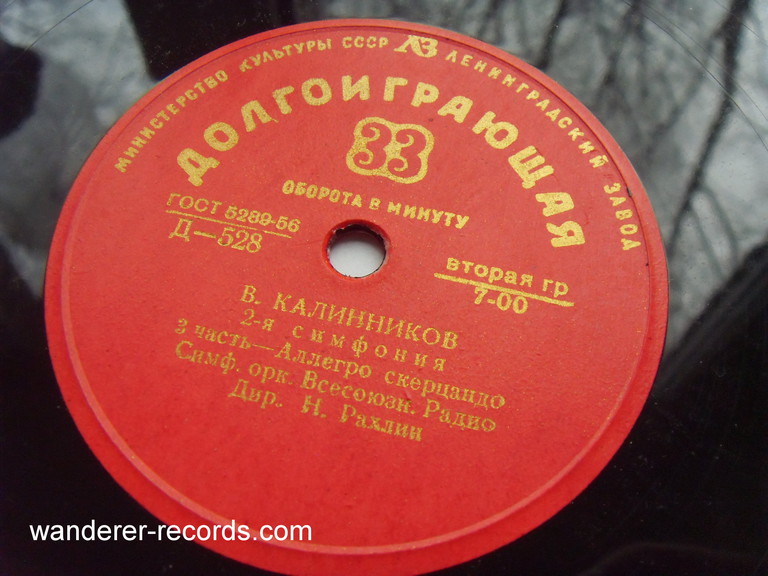 МИНИСТЕРСТВО КУЛЬТУРЫ СССР ЛЗ ЛЕНИНГРАДСКИЙ ЗАВОД
ДОЛГОИГРАЮЩАЯ
33
ОБОРОТА В МИНУТУ
ГОСТ 5289-56
Д—528
вторая гр
7-00
В. КАЛИННИКОВ
2-я симфония
3 часть—Аллегро скерцандо
Симф. орк. Всесоюзн. Радио
Дир. Н. Рахлин
wanderer-records.com